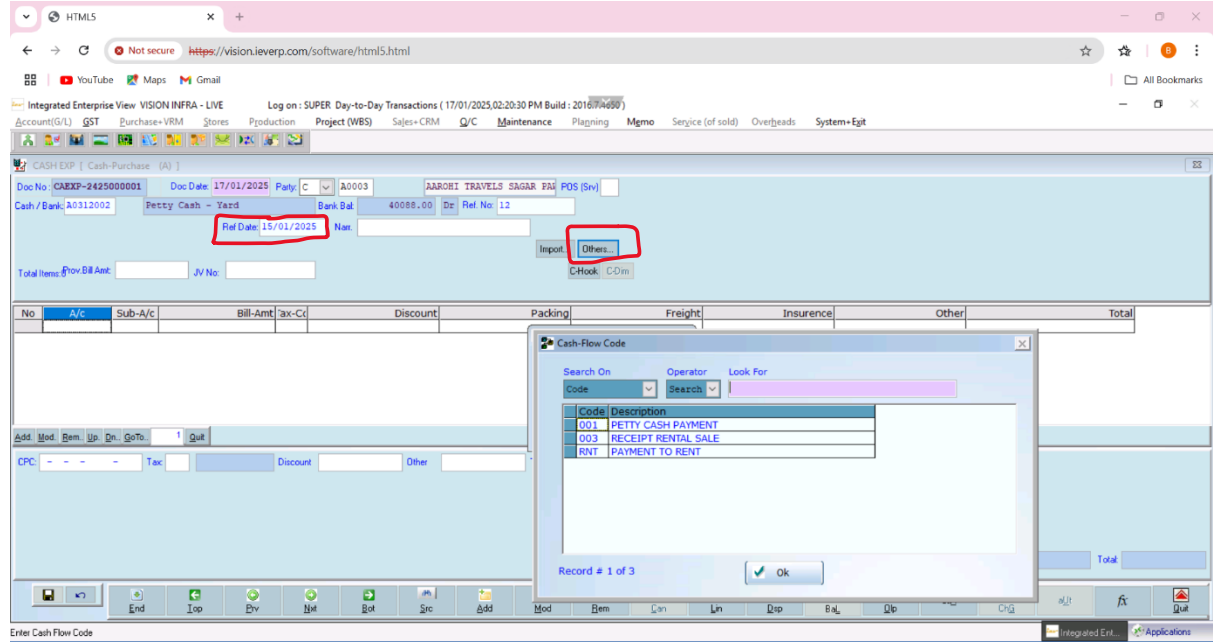 HTML5
Not secure https://vision.ieverp.com/software/html5.html
B
YouTube Maps Gmail All Bookmarks
Integrated Enterprise View VISION INFRA - LIVE Log on : SUPER Day-to-Day Transactions ( 17/01/2025,02:20:30 PM Build : 2016.7.4650 )
Account(G/L) GST Purchase+VRM Stores Production Project (WBS) Sales+CRM Q/C Maintenance Planning Memo Service (of sold) Overheads System+Exit
CASH EXP [ Cash-Purchase (A) ]
Doc No: CAEXP-2425000001 Doc Date: 17/01/2025 Party: C A0003 AAROHI TRAVELS SAGAR PAR POS (Srv)
Cash / Bank: A0312002 Petty Cash - Yard Bank Bal: 40088.00 Dr Ref. No: 12
Ref Date: 15/01/2025 Narr.
Import... Others...
Total Items: 0 Prov.Bill Amt: JV No: C-Hook C-Dim
No A/c Sub-A/c Bill-Amt Tax-Cc Discount Packing Freight Insurence Other Total
Cash-Flow Code
Search On Operator Look For
Code Search
Code Description
001 PETTY CASH PAYMENT
003 RECEIPT RENTAL SALE
RNT PAYMENT TO RENT
Add. Mod. Rem.. Up. Dn.. GoTo.. 1 Quit
CPC: - - - - Tax: Discount Other
Total:
Record # 1 of 3 Ok
End Top Prv Nxt Bot Src Add Mod Rem Can Lin Dsp BaL Qlp ChG aUt fx Quit
Enter Cash Flow Code Integrated Ent... Applications